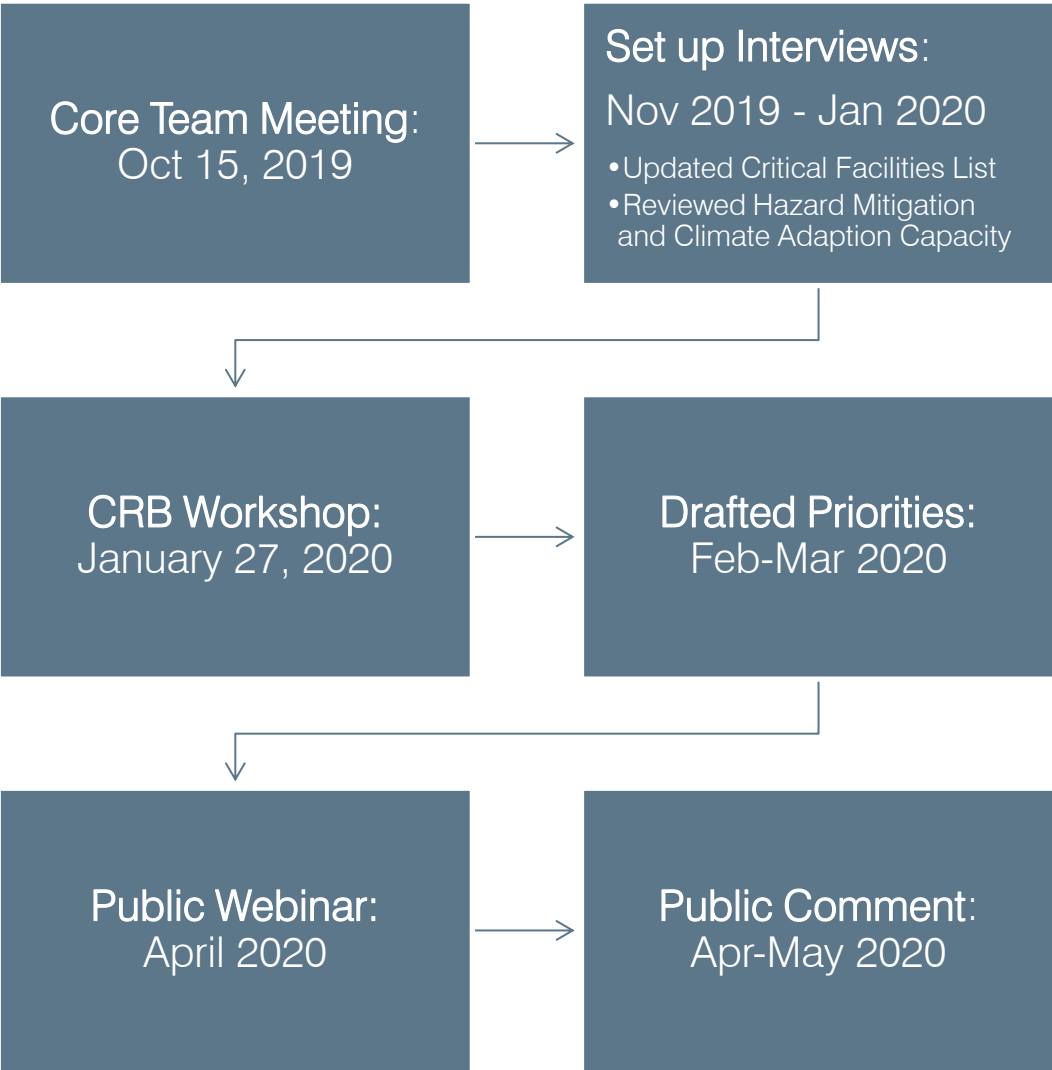 Core Team Meeting:
Oct 15, 2019
Set up Interviews:
Nov 2019 - Jan 2020
•Updated Critical Facilities List
•Reviewed Hazard Mitigation
and Climate Adaption Capacity
CRB Workshop:
January 27, 2020
Drafted Priorities:
Feb-Mar 2020
Public Webinar:
April 2020
Public Comment:
Apr-May 2020